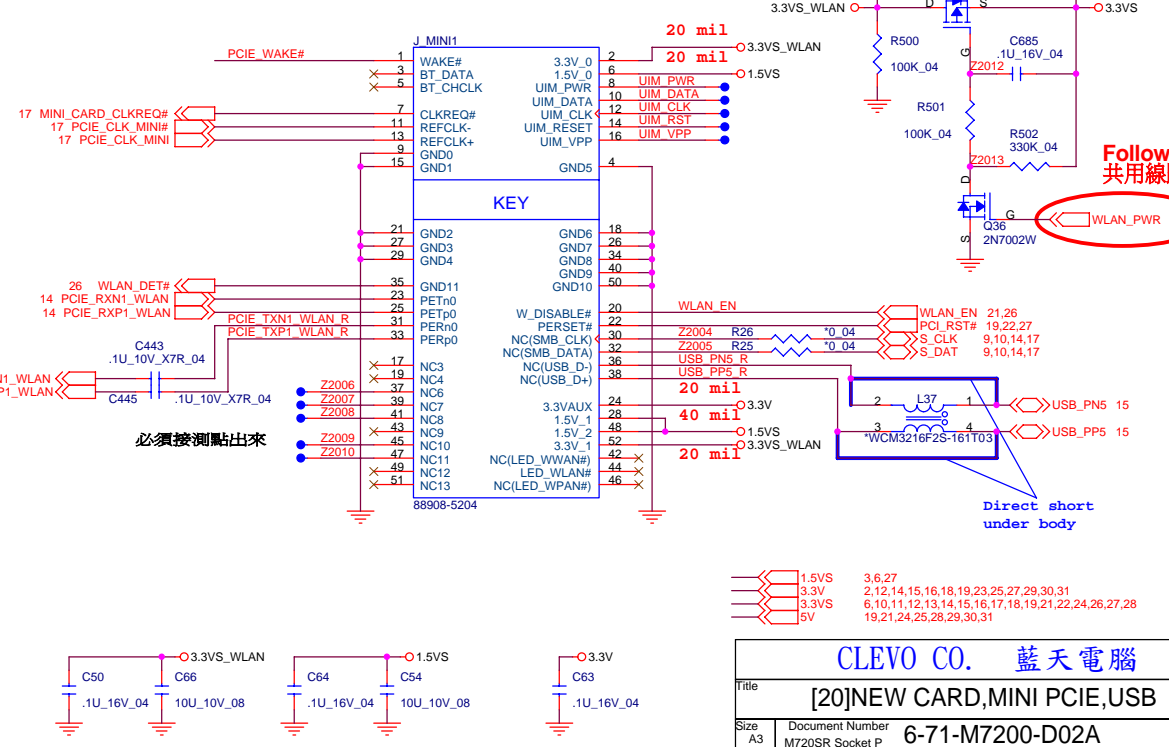 3.3VS_WLAN
D
S
3.3VS
R500
100K_04
G
Z2012
C685
.1U_16V_04
R501
100K_04
R502
330K_04
Z2013
Follow
D
G
S
Q36
2N7002W
WLAN_PWR
J_MINI1
PCIE_WAKE#
1 WAKE#
3 BT_DATA
5 BT_CHCLK
17 MINI_CARD_CLKREQ# 7 CLKREQ#
17 PCIE_CLK_MINI# 11 REFCLK-
17 PCIE_CLK_MINI 13 REFCLK+
9 GND0
15 GND1
20 mil
3.3V_0 2 3.3VS_WLAN
20 mil
1.5V_0 6 1.5VS
UIM_PWR 8 UIM_PWR
UIM_DATA 10 UIM_DATA
UIM_CLK 12 UIM_CLK
UIM_RESET 14 UIM_RST
UIM_VPP 16 UIM_VPP
GND5 4
KEY
21 GND2
27 GND3
29 GND4
26 WLAN_DET# 35 GND11
14 PCIE_RXN1_WLAN 23 PETn0
14 PCIE_RXP1_WLAN 25 PETp0
PCIE_TXN1_WLAN_R 31 PERn0
PCIE_TXP1_WLAN_R 33 PERp0
C443
.1U_10V_X7R_04
N1_WLAN
P1_WLAN
C445
.1U_10V_X7R_04
17 NC3
19 NC4
Z2006 37 NC6
Z2007 39 NC7
Z2008 41 NC8
43 NC9
Z2009 45 NC10
Z2010 47 NC11
49 NC12
51 NC13
必須接測點出來
88908-5204
GND6 18
GND7 26
GND8 34
GND9 40
GND10 50
W_DISABLE# 20 WLAN_EN
WLAN_EN 21,26
PERSET# 22
PCI_RST# 19,22,27
NC(SMB_CLK) 30 Z2004 R26 *0_04
S_CLK 9,10,14,17
NC(SMB_DATA) 32 Z2005 R25 *0_04
S_DAT 9,10,14,17
NC(USB_D-) 36 USB_PN5_R
NC(USB_D+) 38 USB_PP5_R
20 mil
3.3VAUX 24 3.3V
1.5V_1 28 40 mil
1.5V_2 48 1.5VS
3.3V_1 52 3.3VS_WLAN
20 mil
NC(LED_WWAN#) 42
LED_WLAN# 44
NC(LED_WPAN#) 46
2 L37 1 USB_PN5 15
3 4 USB_PP5 15
*WCM3216F2S-161T03
Direct short
under body
1.5VS 3,6,27
3.3V 2,12,14,15,16,18,19,23,25,27,29,30,31
3.3VS 6,10,11,12,13,14,15,16,17,18,19,21,22,24,26,27,28
5V 19,21,24,25,28,29,30,31
3.3VS_WLAN
C50
.1U_16V_04
C66
10U_10V_08
1.5VS
C64
.1U_16V_04
C54
10U_10V_08
3.3V
C63
.1U_16V_04
CLEVO CO. 藍天電腦
Title
[20]NEW CARD,MINI PCIE,USB
Size
A3
Document Number
M720SR Socket P
6-71-M7200-D02A